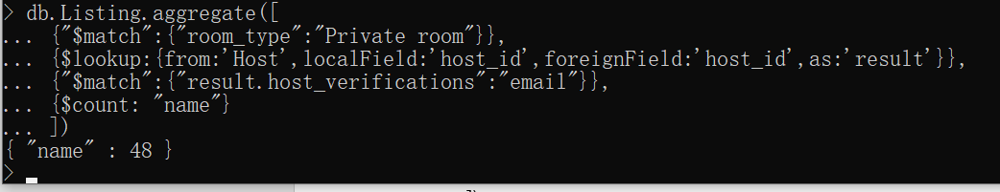 > db.Listing.aggregate([
... {"$match":{"room_type":"Private room"}},
... {$lookup:{from:'Host',localField:'host_id',foreignField:'host_id',as:'result'}},
... {"$match":{"result.host_verifications":"email"}},
... {$count: "name"}
... ])
{ "name" : 48 }
>